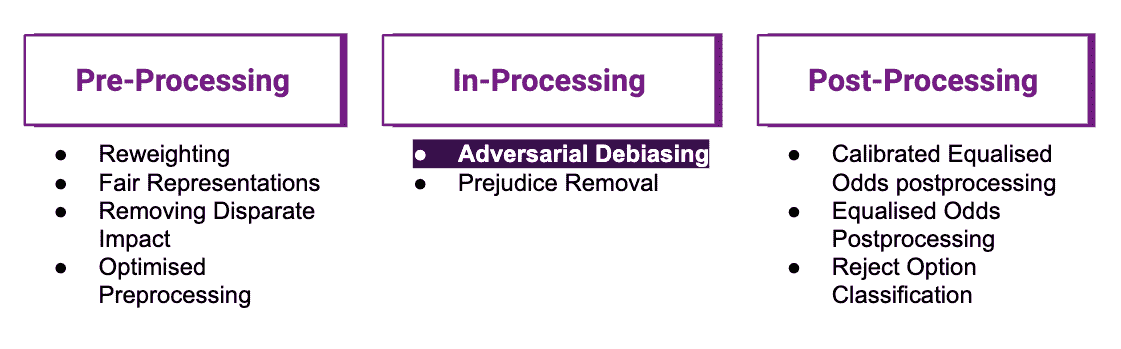 Pre-Processing
● Reweighting
● Fair Representations
● Removing Disparate
Impact
● Optimised
Preprocessing
In-Processing
● Adversarial Debiasing
● Prejudice Removal
Post-Processing
● Calibrated Equalised
Odds postprocessing
● Equalised Odds
Postprocessing
● Reject Option
Classification